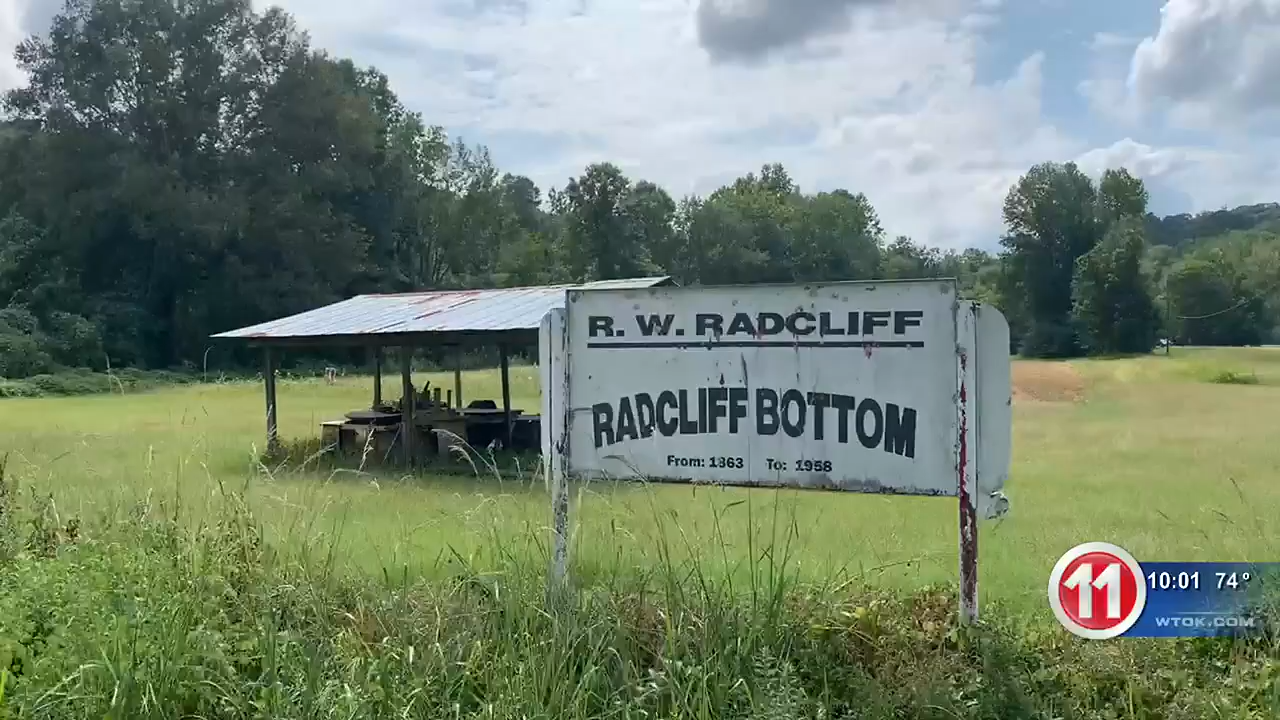 R. W. RADCLIFF
RADCLIFF BOTTOM
From: 1863 To: 1958
11
10:01 74°
WTOK.COM